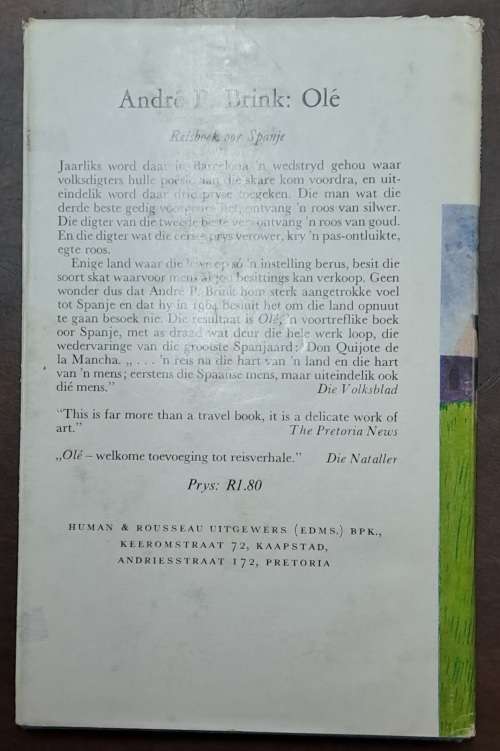 André P. Brink: Olé
Reisboek oor Spanje
Jaarliks word daar in Barcelona 'n wedstryd gehou waar
volksdigters hulle poësie aan die skare kom voordra, en uit-
eindelik word daar drie pryse toegeken. Die man wat die
derde beste gedig voorgedra het, ontvang 'n roos van silwer.
Die digter van die tweede beste vers ontvang 'n roos van goud.
En die digter wat die eerste prys verower, kry 'n pas-ontluikte,
egte roos.
Enige land waar die lewe op so 'n instelling berus, besit die
soort skat waarvoor mens al jou besittings kan verkoop. Geen
wonder dus dat André P. Brink hom sterk aangetrokke voel
tot Spanje en dat hy in 1964 besluit het om die land opnuut
te gaan besoek nie. Die resultaat is Olé, 'n voortreflike boek
oor Spanje, met as draad wat deur die hele werk loop, die
wedervaringe van die grootste Spanjaard: Don Quijote de
la Mancha. „. . . 'n reis na die hart van 'n land en die hart
van 'n mens; eerstens die Spaanse mens, maar uiteindelik ook
dié mens." Die Volksblad
"This is far more than a travel book, it is a delicate work of
art." The Pretoria News
„Olé – welkome toevoeging tot reisverhale." Die Nataller
Prys: R1.80
HUMAN & ROUSSEAU UITGEWERS (EDMS.) BPK.,
KEEROMSTRAAT 72, KAAPSTAD,
ANDRIESSTRAAT 172, PRETORIA